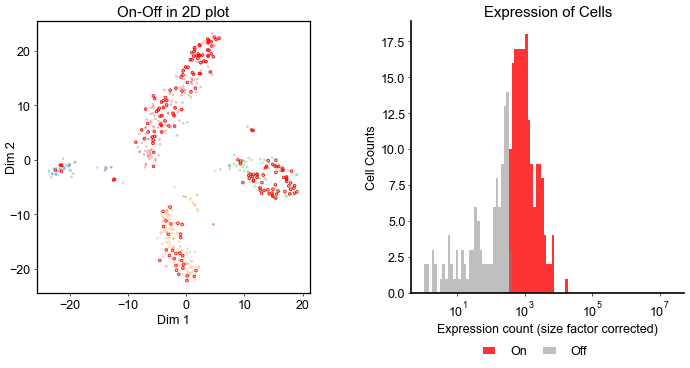 On-Off in 2D plot
Dim 2
20
10
0
−10
−20
−20 −10 0 10 20
Dim 1
Expression of Cells
Cell Counts
17.5
15.0
12.5
10.0
7.5
5.0
2.5
0.0
10^1 10^3 10^5 10^7
Expression count (size factor corrected)
On Off